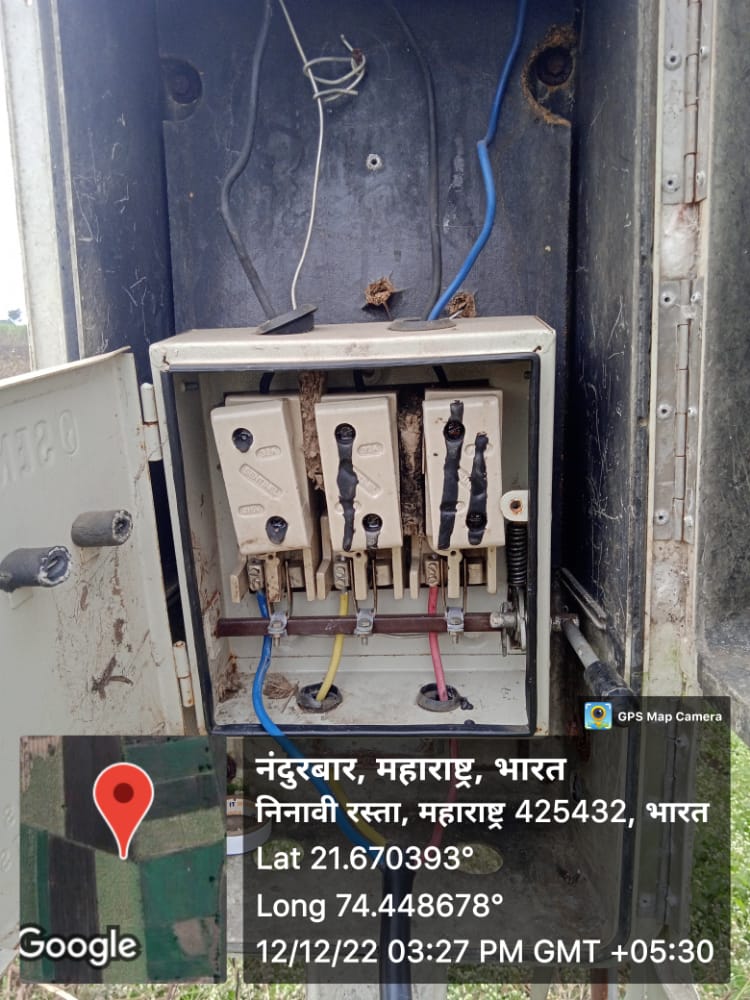 GPS Map Camera
नंदुरबार, महाराष्ट्र, भारत
निनावी रस्ता, महाराष्ट्र 425432, भारत
Lat 21.670393°
Long 74.448678°
12/12/22 03:27 PM GMT +05:30
Google